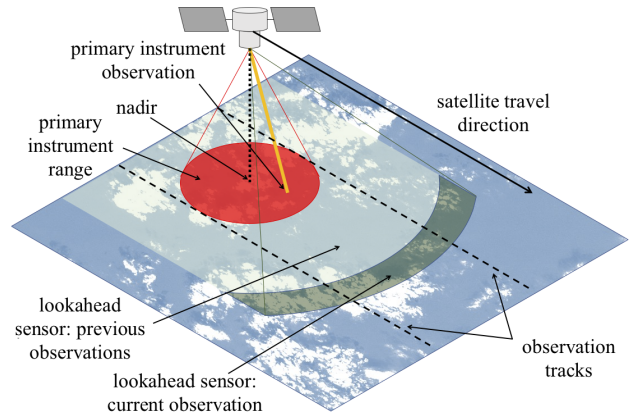 primary instrument
observation
nadir
primary
instrument
range
satellite travel
direction
lookahead
sensor: previous
observations
lookahead sensor:
current observation
observation
tracks